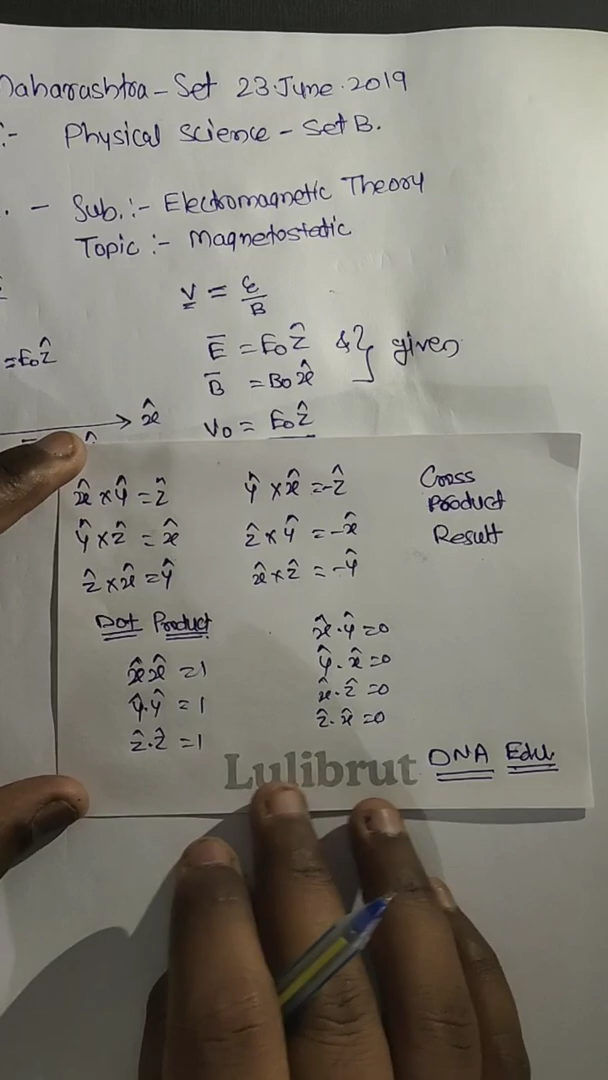 Maharashtra - Set 23.June.2019
:- Physical science - Set B.
. - Sub. :- Electromagnetic Theory
Topic :- Magnetostatic
V = E/B
= E₀ẑ
E̅ = E₀ẑ & } given
B̅ = B₀x̂
x̂
V₀ = E₀ẑ
x̂ × ŷ = ẑ ŷ × x̂ = -ẑ Cross
Product
ŷ × ẑ = x̂ ẑ × ŷ = -x̂ Result
ẑ × x̂ = ŷ x̂ × ẑ = -ŷ
Dot Product
x̂ x̂ = 1
ŷ.ŷ = 1
ẑ.ẑ = 1
x̂.ŷ = 0
ŷ.x̂ = 0
x̂.ẑ = 0
ẑ.x̂ = 0
Lulibrut
DNA Edu.